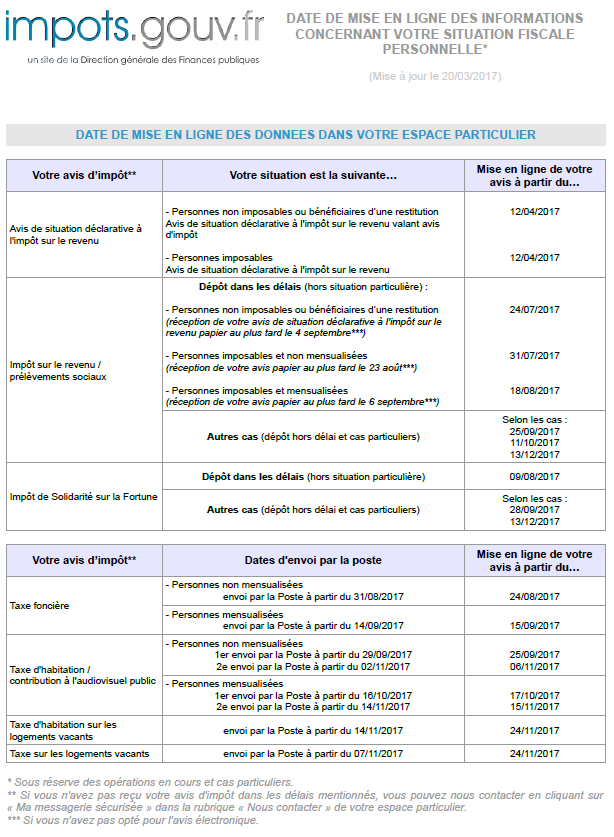 impots.gouv.fr
un site de la Direction générale des Finances publiques
DATE DE MISE EN LIGNE DES INFORMATIONS
CONCERNANT VOTRE SITUATION FISCALE
PERSONNELLE*
(Mise à jour le 20/03/2017)
DATE DE MISE EN LIGNE DES DONNEES DANS VOTRE ESPACE PARTICULIER
Votre avis d'impôt**
Votre situation est la suivante…
Mise en ligne de votre
avis à partir du…
Avis de situation déclarative à
l'impôt sur le revenu
- Personnes non imposables ou bénéficiaires d'une restitution
Avis de situation déclarative à l'impôt sur le revenu valant avis
d'impôt
12/04/2017
- Personnes imposables
Avis de situation déclarative à l'impôt sur le revenu
12/04/2017
Impôt sur le revenu /
prélèvements sociaux
Dépôt dans les délais (hors situation particulière) :
- Personnes non imposables ou bénéficiaires d'une restitution
(réception de votre avis de situation déclarative à l'impôt sur le
revenu papier au plus tard le 4 septembre***)
24/07/2017
- Personnes imposables et non mensualisées
(réception de votre avis papier au plus tard le 23 août***)
31/07/2017
- Personnes imposables et mensualisées
(réception de votre avis papier au plus tard le 6 septembre***)
18/08/2017
Autres cas (dépôt hors délai et cas particuliers)
Selon les cas :
25/09/2017
11/10/2017
13/12/2017
Impôt de Solidarité sur la Fortune
Dépôt dans les délais (hors situation particulière)
09/08/2017
Autres cas (dépôt hors délai et cas particuliers)
Selon les cas :
28/09/2017
13/12/2017
Votre avis d'impôt**
Dates d'envoi par la poste
Mise en ligne de votre
avis à partir du…
Taxe foncière
- Personnes non mensualisées
envoi par la Poste à partir du 31/08/2017
24/08/2017
- Personnes mensualisées
envoi par la Poste à partir du 14/09/2017
15/09/2017
Taxe d'habitation /
contribution à l'audiovisuel public
- Personnes non mensualisées
1er envoi par la Poste à partir du 29/09/2017
2e envoi par la Poste à partir du 02/11/2017
25/09/2017
06/11/2017
- Personnes mensualisées
1er envoi par la Poste à partir du 16/10/2017
2e envoi par la Poste à partir du 14/11/2017
17/10/2017
15/11/2017
Taxe d'habitation sur les
logements vacants
envoi par la Poste à partir du 14/11/2017
24/11/2017
Taxe sur les logements vacants
envoi par la Poste à partir du 07/11/2017
24/11/2017
* Sous réserve des opérations en cours et cas particuliers.
** Si vous n'avez pas reçu votre avis d'impôt dans les délais mentionnés, vous pouvez nous contacter en cliquant sur
« Ma messagerie sécurisée » dans la rubrique « Nous contacter » de votre espace particulier.
*** Si vous n'avez pas opté pour l'avis électronique.